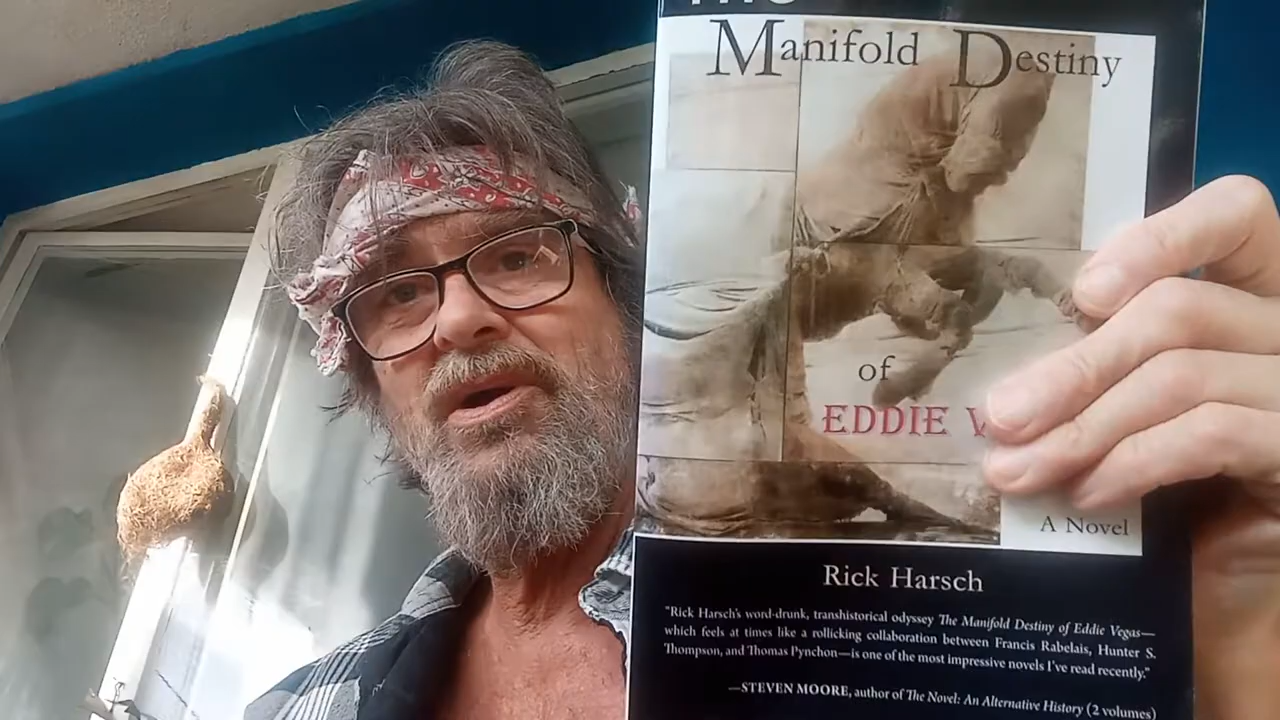 Manifold Destiny
of
EDDIE
A Novel
Rick Harsch
"Rick Harsch's word-drunk, transhistorical odyssey The Manifold Destiny of Eddie Vegas—
which feels at times like a rollicking collaboration between Francis Rabelais, Hunter S.
Thompson, and Thomas Pynchon—is one of the most impressive novels I've read recently."
—STEVEN MOORE, author of The Novel: An Alternative History (2 volumes)